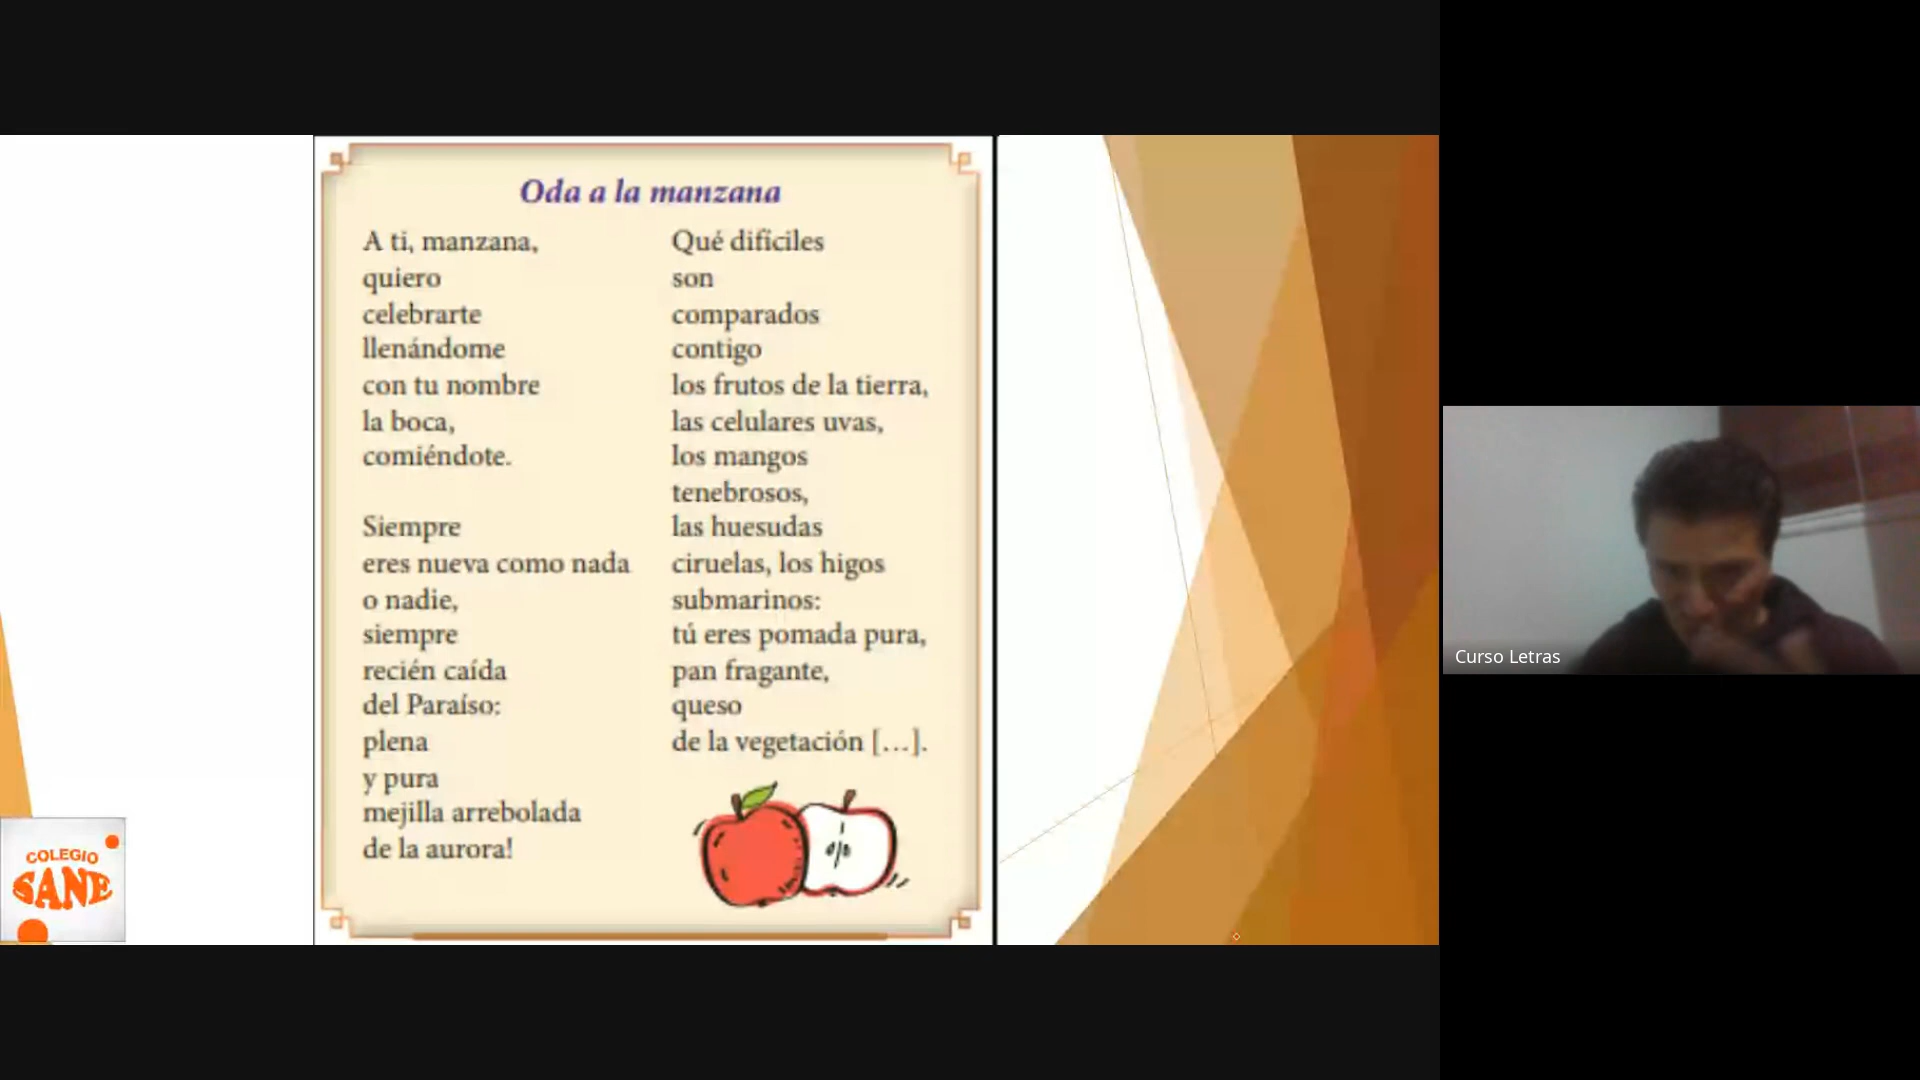 Oda a la manzana
A ti, manzana,
quiero
celebrarte
llenándome
con tu nombre
la boca,
comiéndote.
Siempre
eres nueva como nada
o nadie,
siempre
recién caída
del Paraíso:
plena
y pura
mejilla arrebolada
de la aurora!
Qué difíciles
son
comparados
contigo
los frutos de la tierra,
las celulares uvas,
los mangos
tenebrosos,
las huesudas
ciruelas, los higos
submarinos:
tú eres pomada pura,
pan fragante,
queso
de la vegetación […].
COLEGIO
SANE
Curso Letras